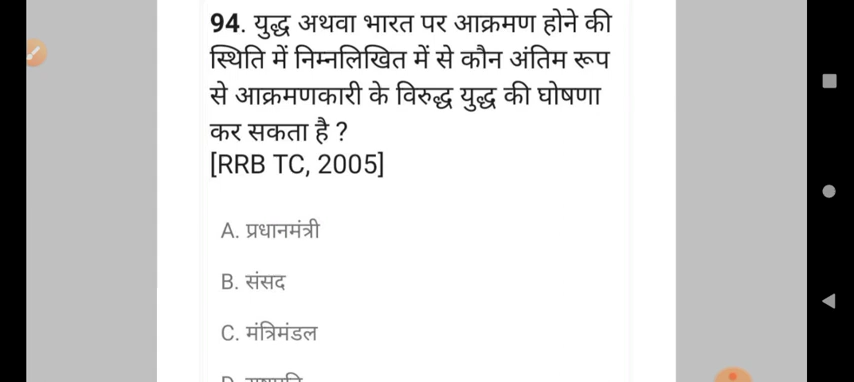 94. युद्ध अथवा भारत पर आक्रमण होने की
स्थिति में निम्नलिखित में से कौन अंतिम रूप
से आक्रमणकारी के विरुद्ध युद्ध की घोषणा
कर सकता है ?
[RRB TC, 2005]
A. प्रधानमंत्री
B. संसद
C. मंत्रिमंडल